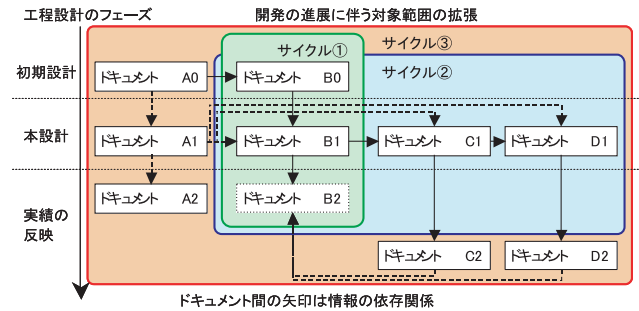 工程設計のフェーズ
開発の進展に伴う対象範囲の拡張
サイクル①
サイクル③
サイクル②
初期設計
ドキュメント A0
ドキュメント B0
本設計
ドキュメント A1
ドキュメント B1
ドキュメント C1
ドキュメント D1
実績の
反映
ドキュメント A2
ドキュメント B2
ドキュメント C2
ドキュメント D2
ドキュメント間の矢印は情報の依存関係